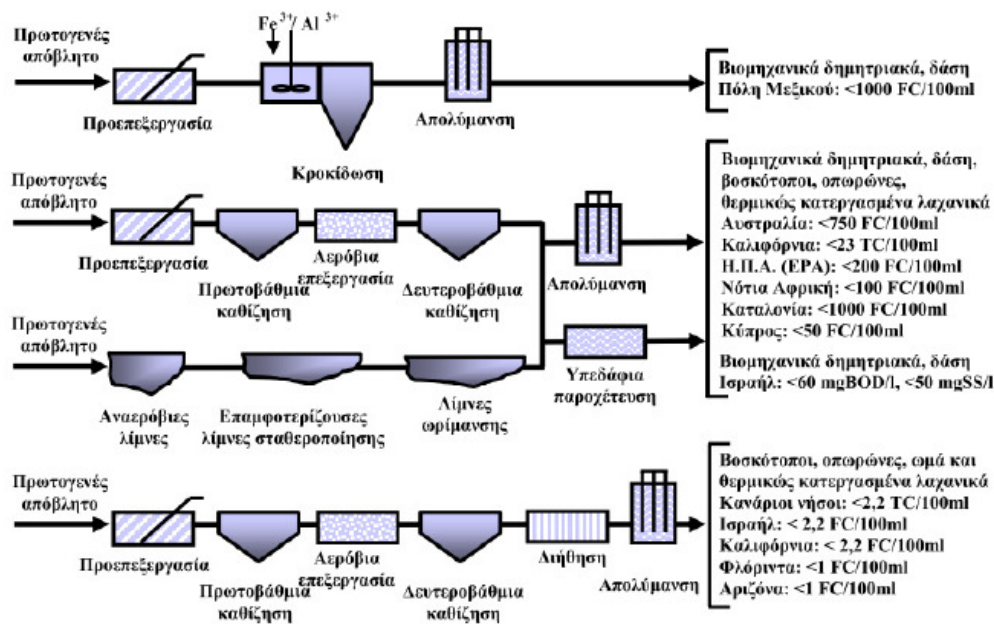 Πρωτογενές
απόβλητο
Fe3+/ Al 3+
Προεπεξεργασία
Κροκίδωση
Απολύμανση
Βιομηχανικά δημητριακά, δάση
Πόλη Μεξικού: <1000 FC/100ml
Πρωτογενές
απόβλητο
Προεπεξεργασία
Πρωτοβάθμια
καθίζηση
Αερόβια
επεξεργασία
Δευτεροβάθμια
καθίζηση
Απολύμανση
Βιομηχανικά δημητριακά, δάση,
βοσκότοποι, οπωρώνες,
θερμικώς κατεργασμένα λαχανικά
Αυστραλία: <750 FC/100ml
Καλιφόρνια: <23 TC/100ml
Η.Π.Α. (EPA): <200 FC/100ml
Νότια Αφρική: <100 FC/100ml
Καταλονία: <1000 FC/100ml
Κύπρος: <50 FC/100ml
Πρωτογενές
απόβλητο
Αναερόβιες
λίμνες
Επαμφοτερίζουσες
λίμνες σταθεροποίησης
Λίμνες
ωρίμανσης
Υπεδάφια
παροχέτευση
Βιομηχανικά δημητριακά, δάση
Ισραήλ: <60 mgBOD/l, <50 mgSS/l
Πρωτογενές
απόβλητο
Προεπεξεργασία
Πρωτοβάθμια
καθίζηση
Αερόβια
επεξεργασία
Δευτεροβάθμια
καθίζηση
Διήθηση
Απολύμανση
Βοσκότοποι, οπωρώνες, ωμά και
θερμικώς κατεργασμένα λαχανικά
Κανάριοι νήσοι: <2,2 TC/100ml
Ισραήλ: < 2,2 FC/100ml
Καλιφόρνια: < 2,2 FC/100ml
Φλόριντα: <1 FC/100ml
Αριζόνα: <1 FC/100ml